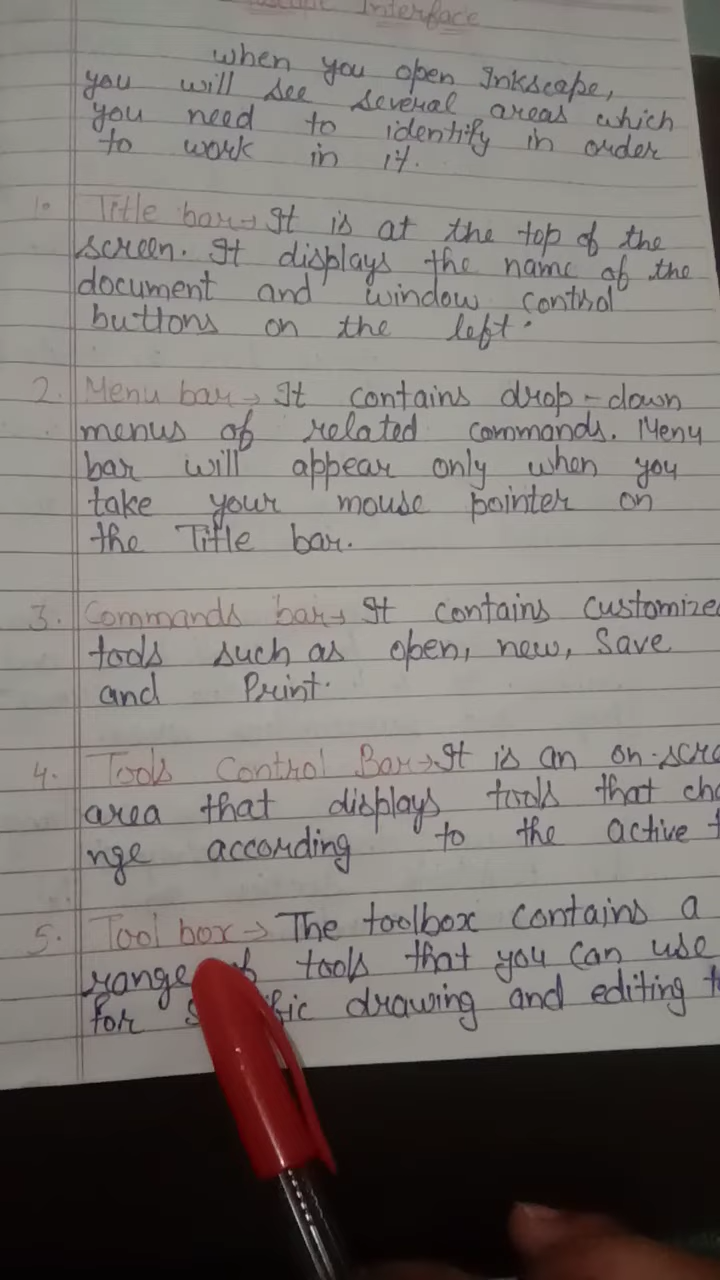 Interface
when you open Inkscape,
you will see several areas which
you need to identify in order
to work in it.
1. Title bar → It is at the top of the
screen. It displays the name of the
document and window control
buttons on the left.
2. Menu bar → It contains drop-down
menus of related commands. Menu
bar will appear only when you
take your mouse pointer on
the Title bar.
3. Commands bar → It contains customize
tools such as open, new, Save
and Print.
4. Tools Control Bar → It is an on-scre
area that displays tools that cha
nge according to the active t
5. Tool box → The toolbox contains a
range of tools that you can use
for drawing and editing t